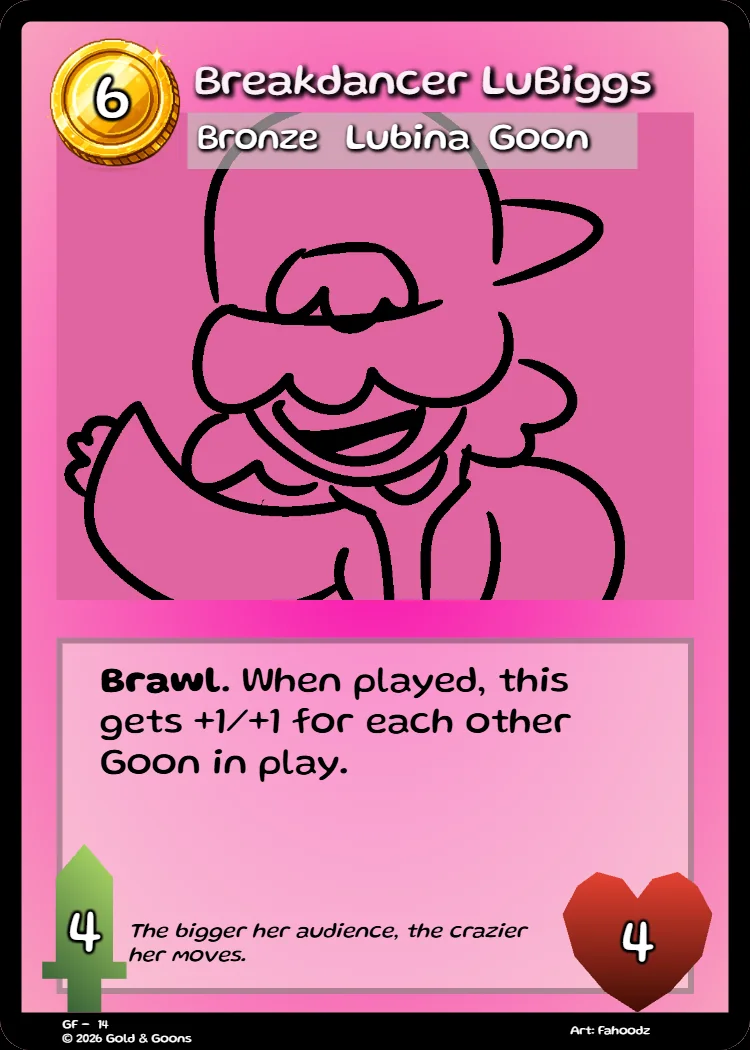 6
Breakdancer LuBiggs
Bronze Lubina Goon
Brawl. When played, this
gets +1/+1 for each other
Goon in play.
4
The bigger her audience, the crazier
her moves.
4
GF - 14
© 2026 Gold & Goons
Art: Fahoodz